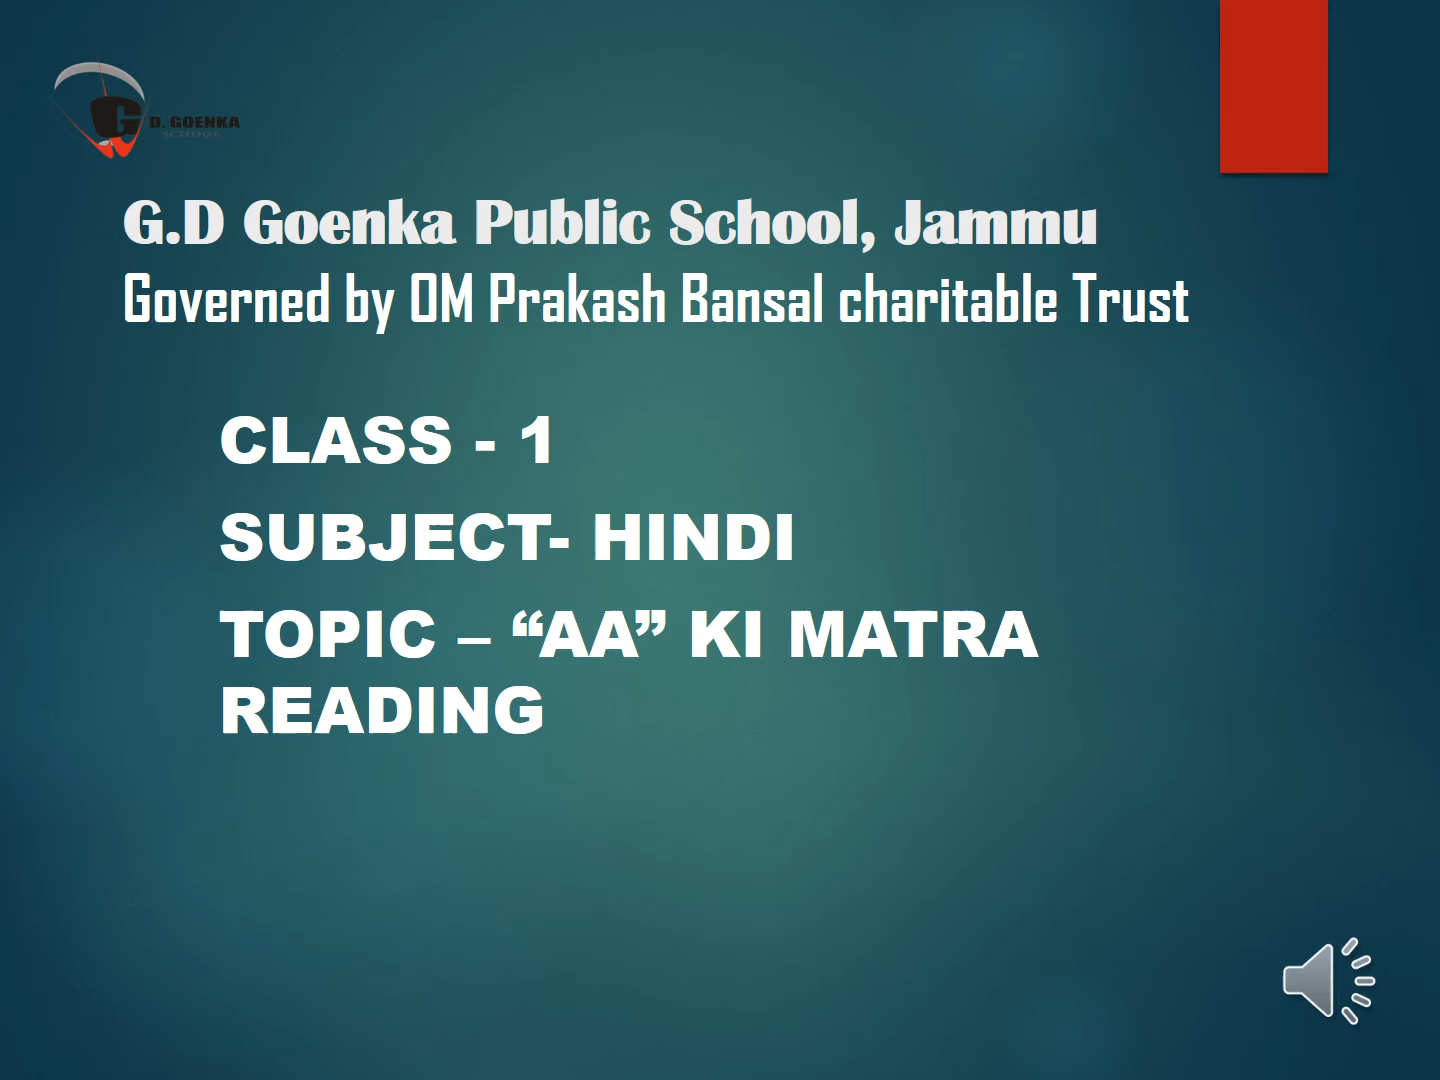 G
D. GOENKA
SCHOOL
G.D Goenka Public School, Jammu
Governed by OM Prakash Bansal charitable Trust
CLASS - 1
SUBJECT- HINDI
TOPIC – “AA” KI MATRA
READING